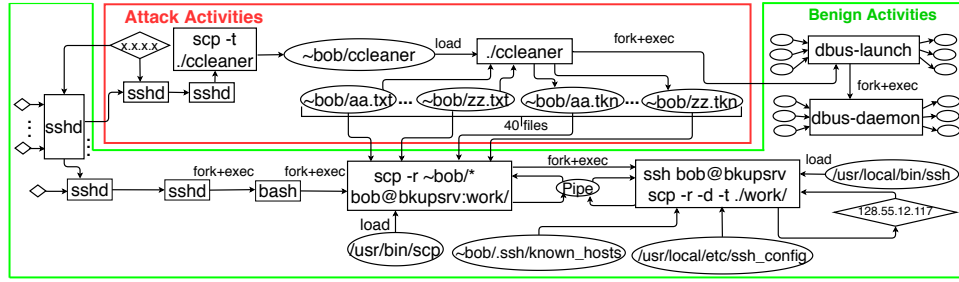 Attack Activities
Benign Activities
x.x.x.x
scp -t
./ccleaner
~bob/ccleaner
load
./ccleaner
fork+exec
dbus-launch
fork+exec
dbus-daemon
sshd
sshd
sshd
~bob/aa.txt
...
~bob/zz.txt
~bob/aa.tkn
...
~bob/zz.tkn
40 files
sshd
sshd
fork+exec
bash
fork+exec
scp -r ~bob/*
bob@bkupsrv:work/
fork+exec
Pipe
ssh bob@bkupsrv
scp -r -d -t ./work/
load
/usr/local/bin/ssh
128.55.12.117
load
/usr/bin/scp
~bob/.ssh/known_hosts
/usr/local/etc/ssh_config